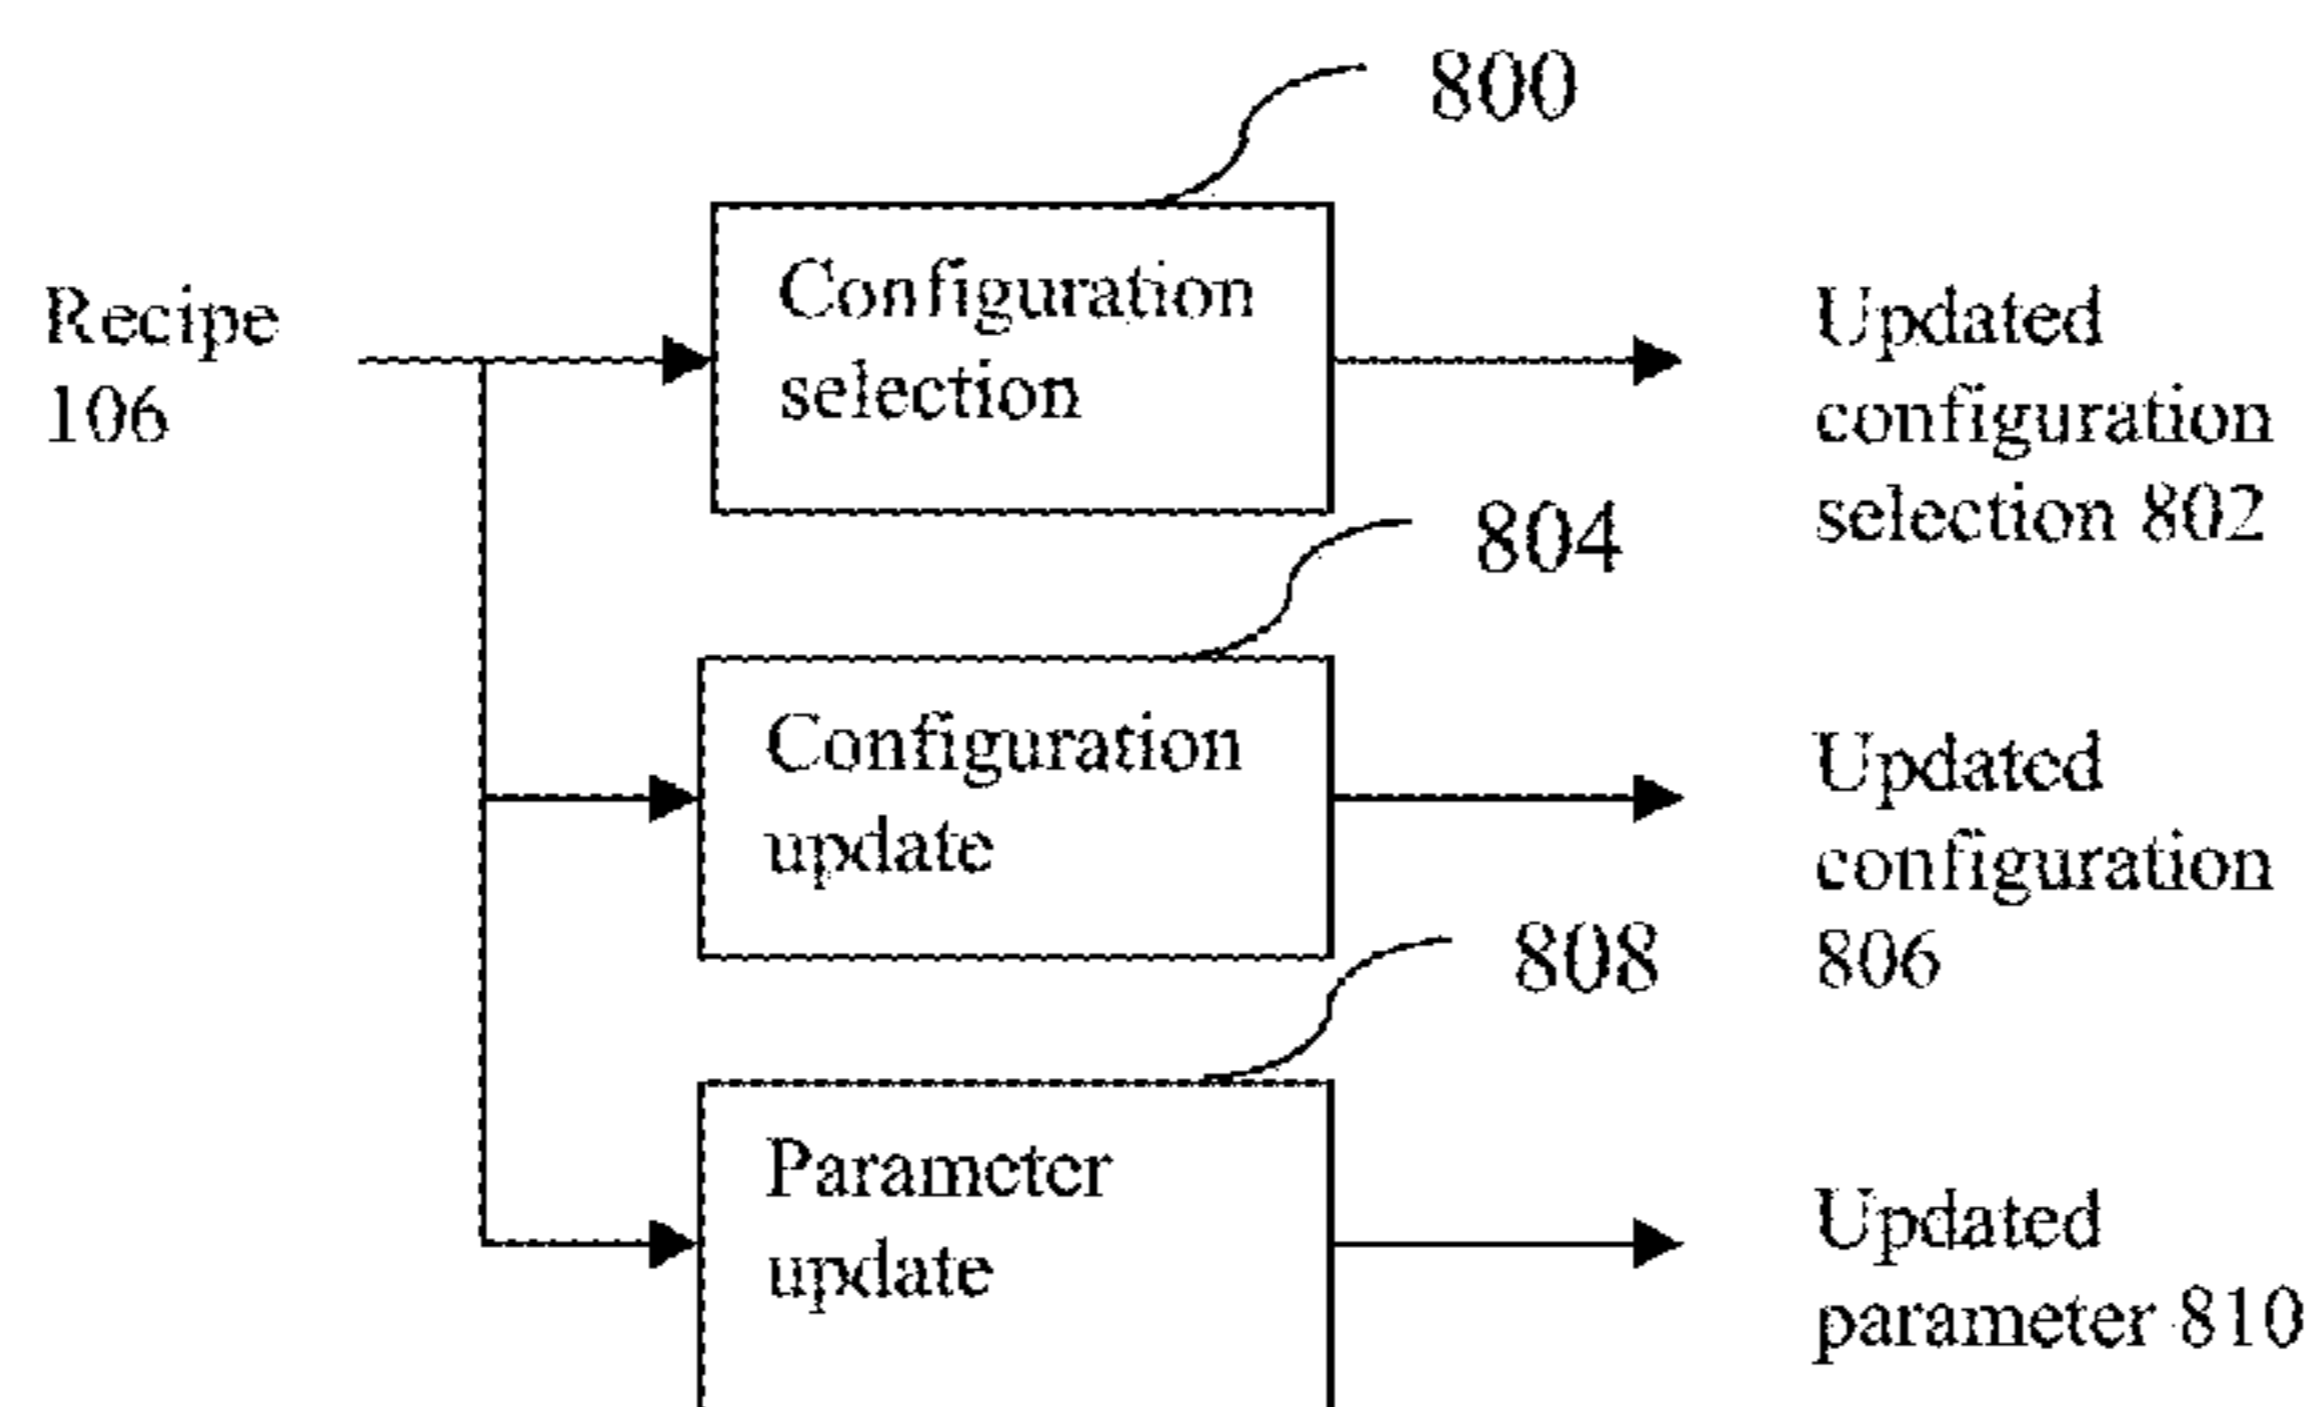 800
Recipe
106
Configuration
selection
Updated
configuration
selection 802
804
Configuration
update
Updated
configuration
806
808
Parameter
update
Updated
parameter 810